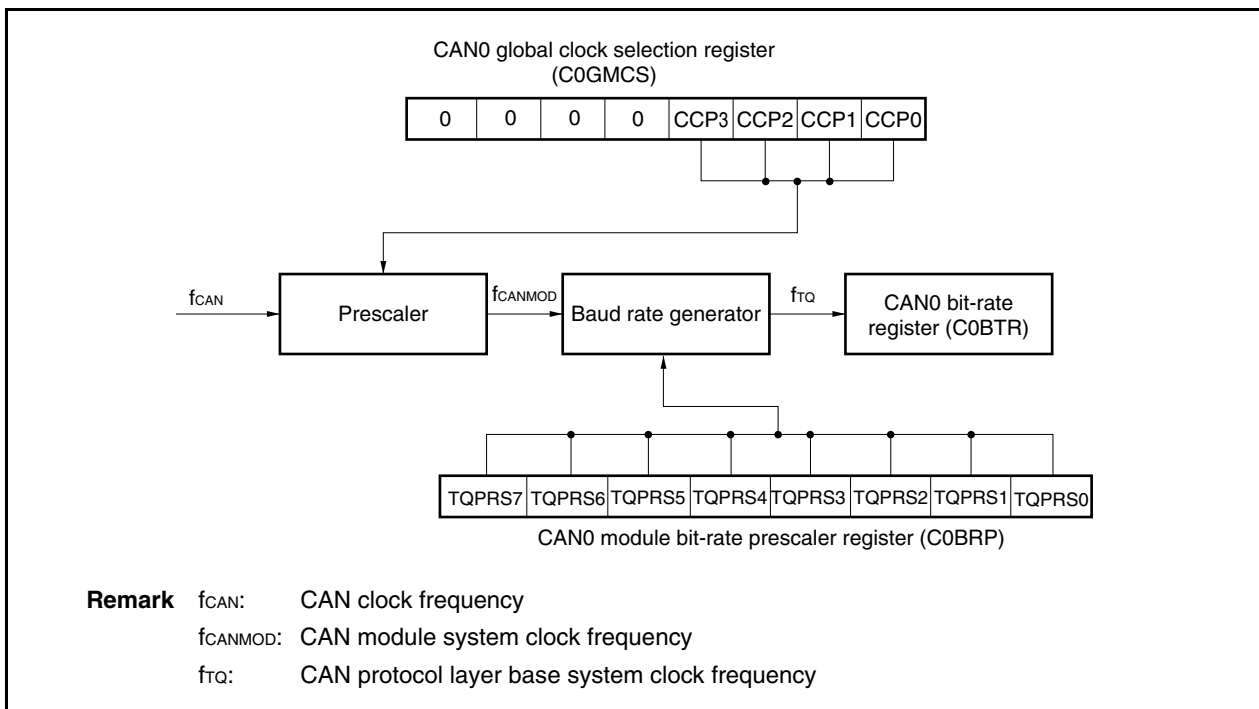 CAN0 global clock selection register
(C0GMCS)
0 0 0 0 CCP3 CCP2 CCP1 CCP0
fCAN
Prescaler
fCANMOD
Baud rate generator
fTQ
CAN0 bit-rate
register (C0BTR)
TQPRS7 TQPRS6 TQPRS5 TQPRS4 TQPRS3 TQPRS2 TQPRS1 TQPRS0
CAN0 module bit-rate prescaler register (C0BRP)
Remark fCAN: CAN clock frequency
fCANMOD: CAN module system clock frequency
fTQ: CAN protocol layer base system clock frequency